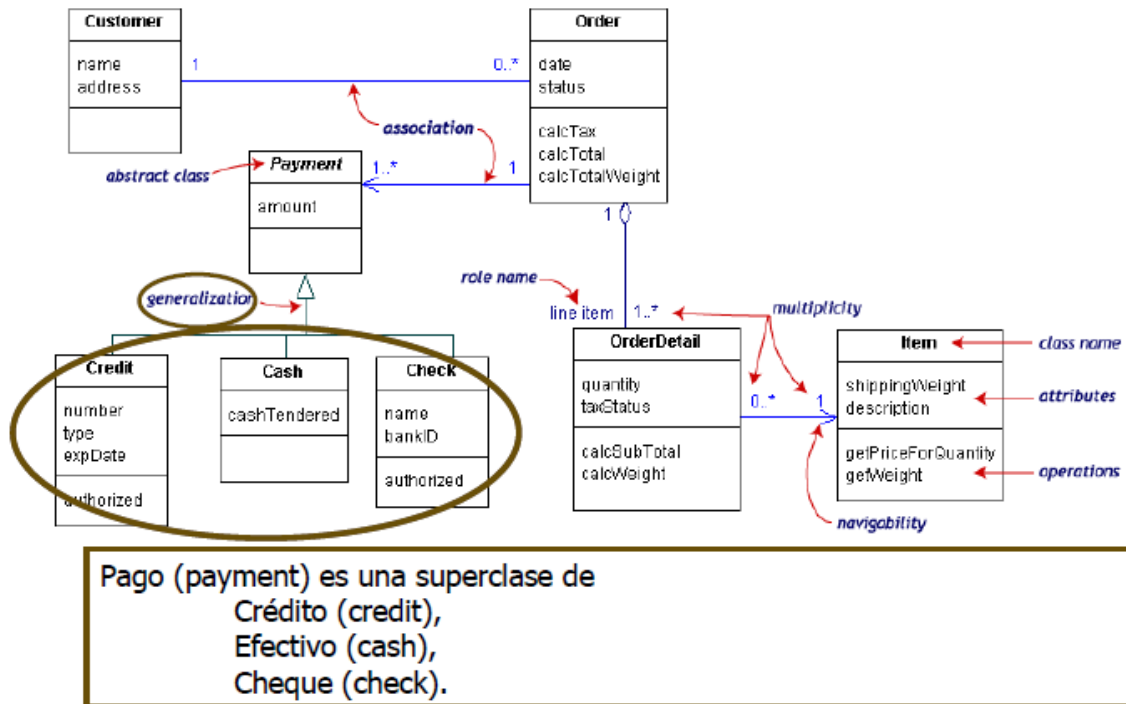 Customer
name
address
1
0..*
Order
date
status
calcTax
calcTotal
calcTotalWeight
association
abstract class
Payment
amount
1..*
1
1
generalization
role name
line item
1..*
multiplicity
Credit
number
type
expDate
authorized
Cash
cashTendered
Check
name
bankID
authorized
OrderDetail
quantity
taxStatus
calcSubTotal
calcWeight
0..*
1
Item
shippingWeight
description
getPriceForQuantity
getWeight
class name
attributes
operations
navigability
Pago (payment) es una superclase de
Crédito (credit),
Efectivo (cash),
Cheque (check).